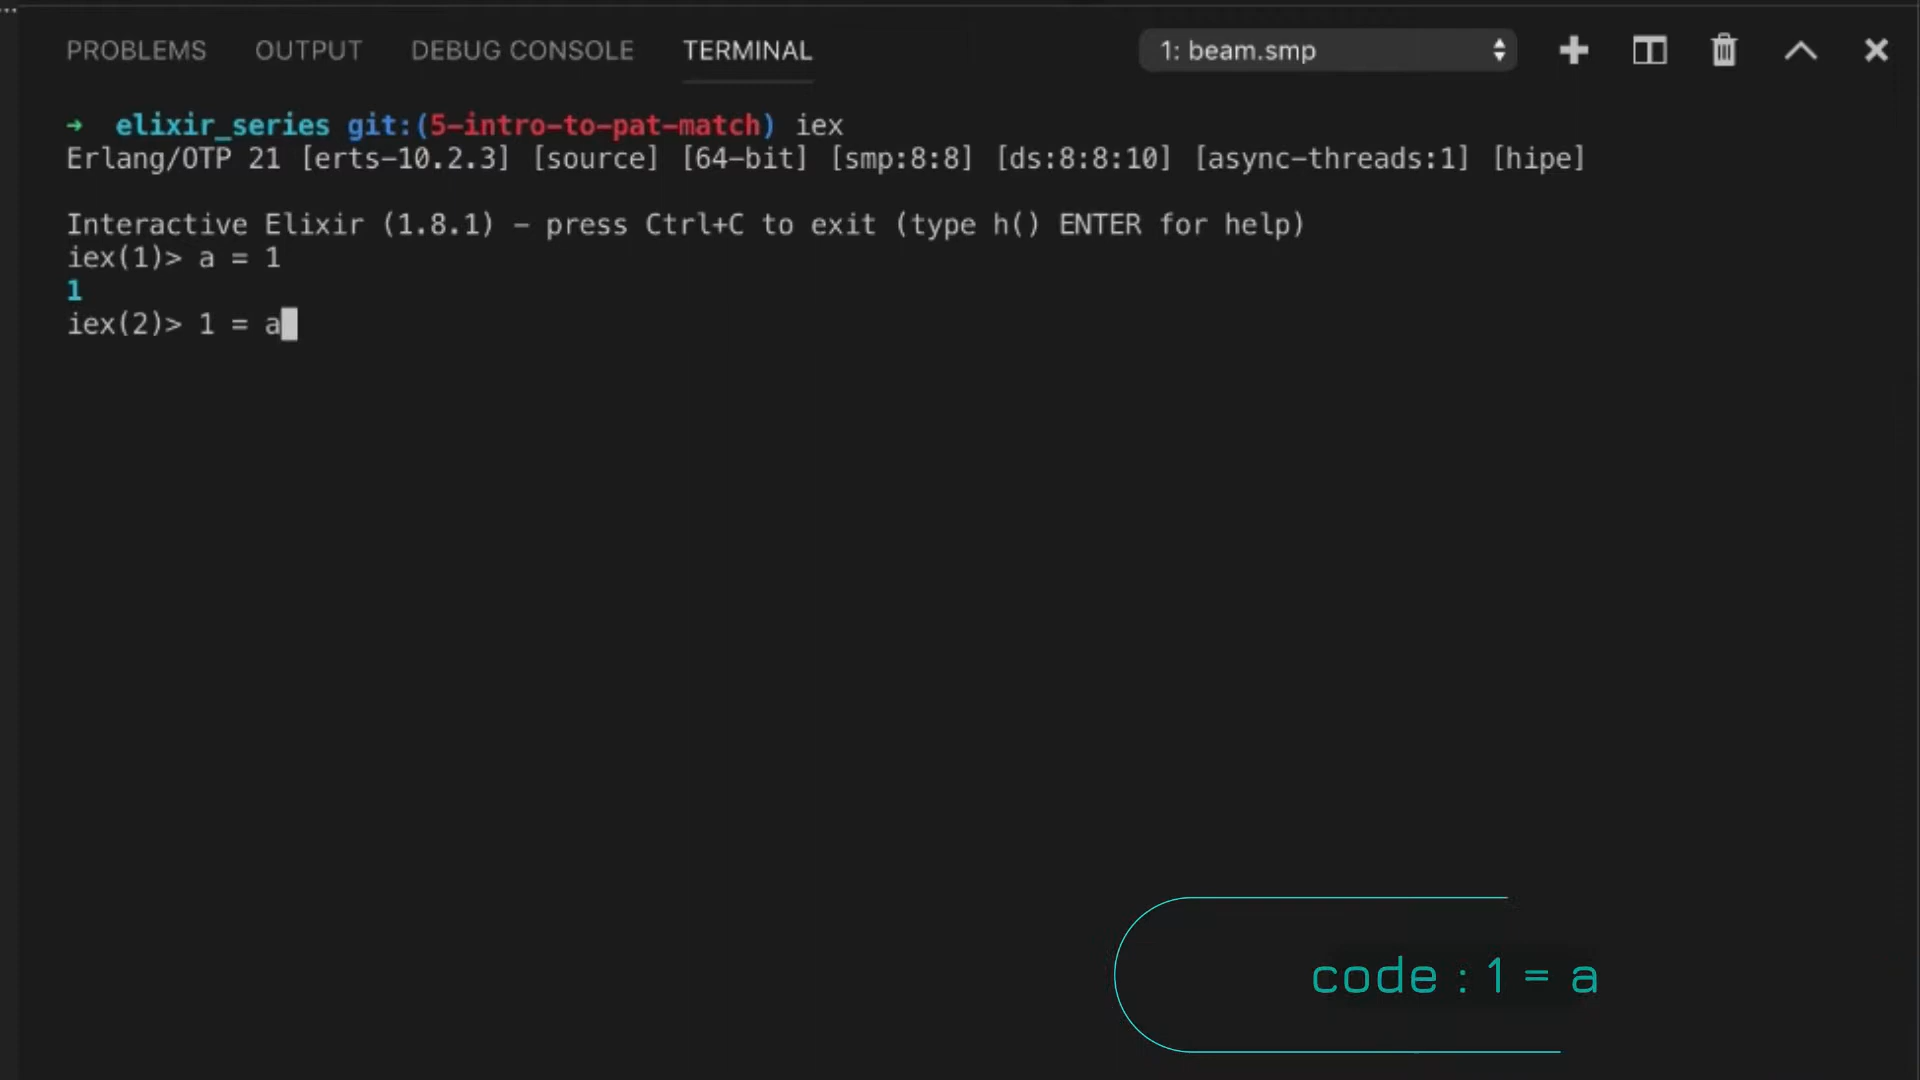 PROBLEMS OUTPUT DEBUG CONSOLE TERMINAL 1: beam.smp
→ elixir_series git:(5-intro-to-pat-match) iex
Erlang/OTP 21 [erts-10.2.3] [source] [64-bit] [smp:8:8] [ds:8:8:10] [async-threads:1] [hipe]
Interactive Elixir (1.8.1) - press Ctrl+C to exit (type h() ENTER for help)
iex(1)> a = 1
1
iex(2)> 1 = a
code : 1 = a